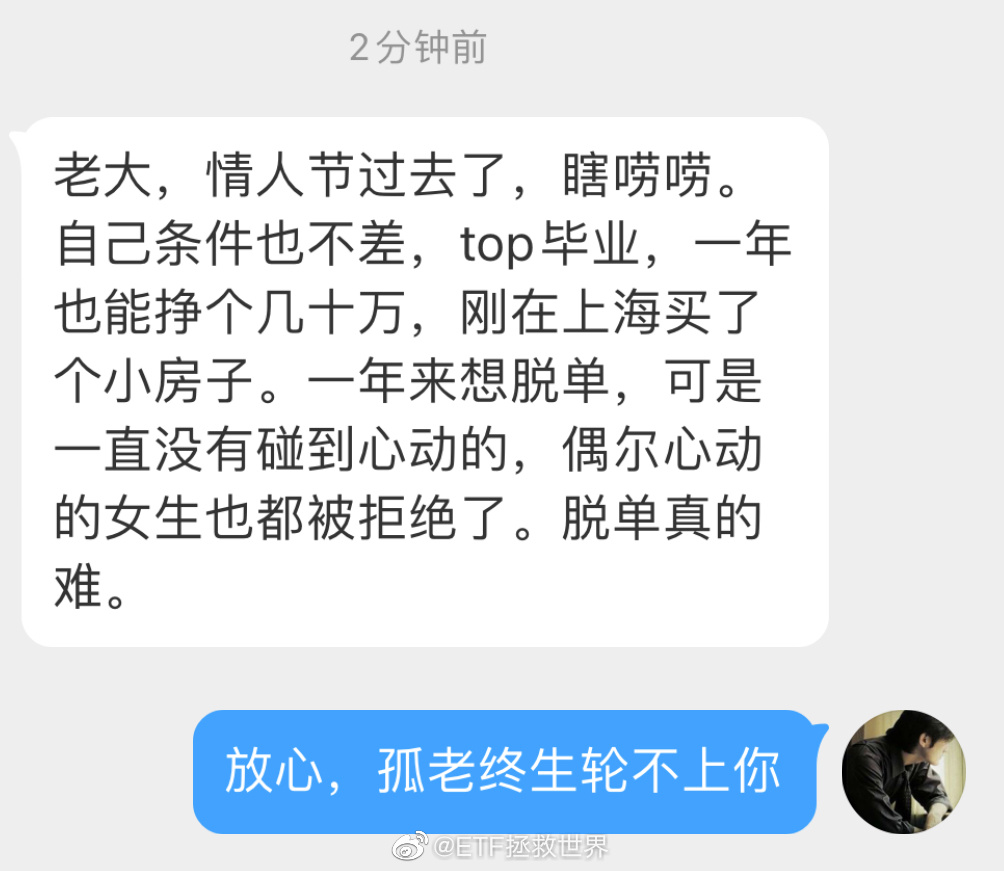 2分钟前
老大，情人节过去了，瞎唠唠。
自己条件也不差，top毕业，一年
也能挣个几十万，刚在上海买了
个小房子。一年来想脱单，可是
一直没有碰到心动的，偶尔心动
的女生也都被拒绝了。脱单真的
难。
放心，孤老终生轮不上你
@ETF拯救世界